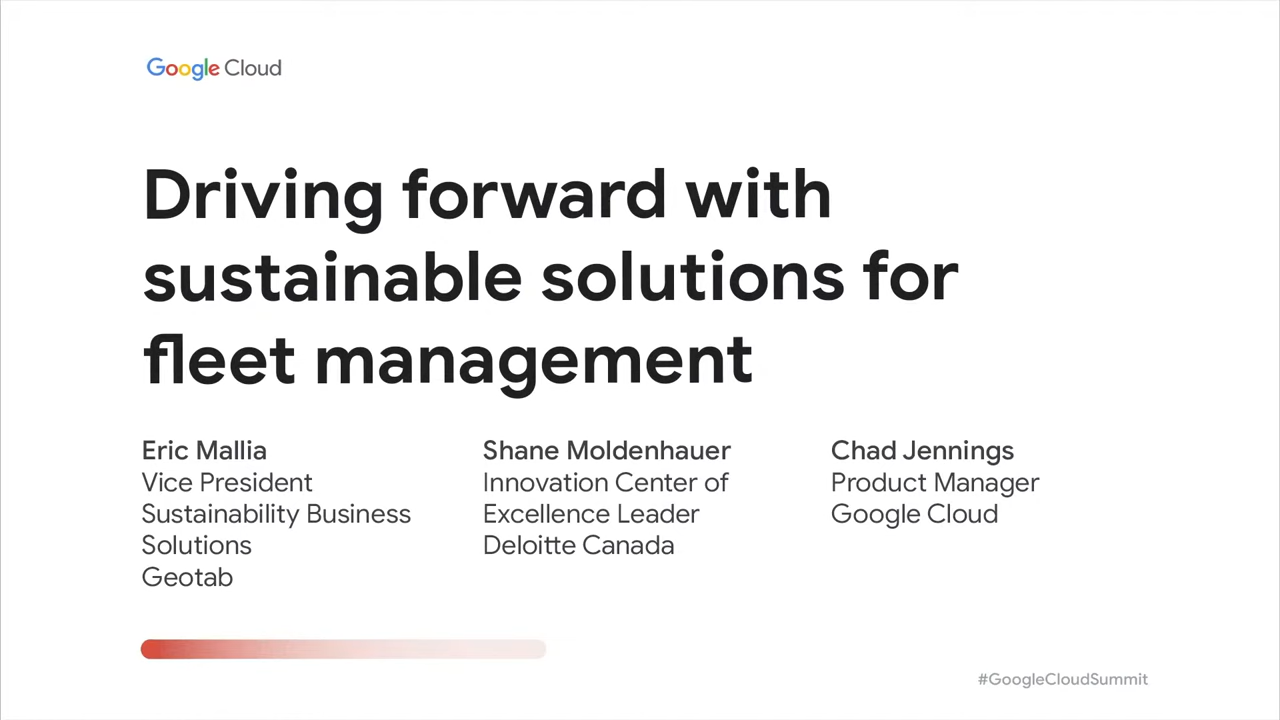 Google Cloud
Driving forward with
sustainable solutions for
fleet management
Eric Mallia
Vice President
Sustainability Business
Solutions
Geotab
Shane Moldenhauer
Innovation Center of
Excellence Leader
Deloitte Canada
Chad Jennings
Product Manager
Google Cloud
#GoogleCloudSummit